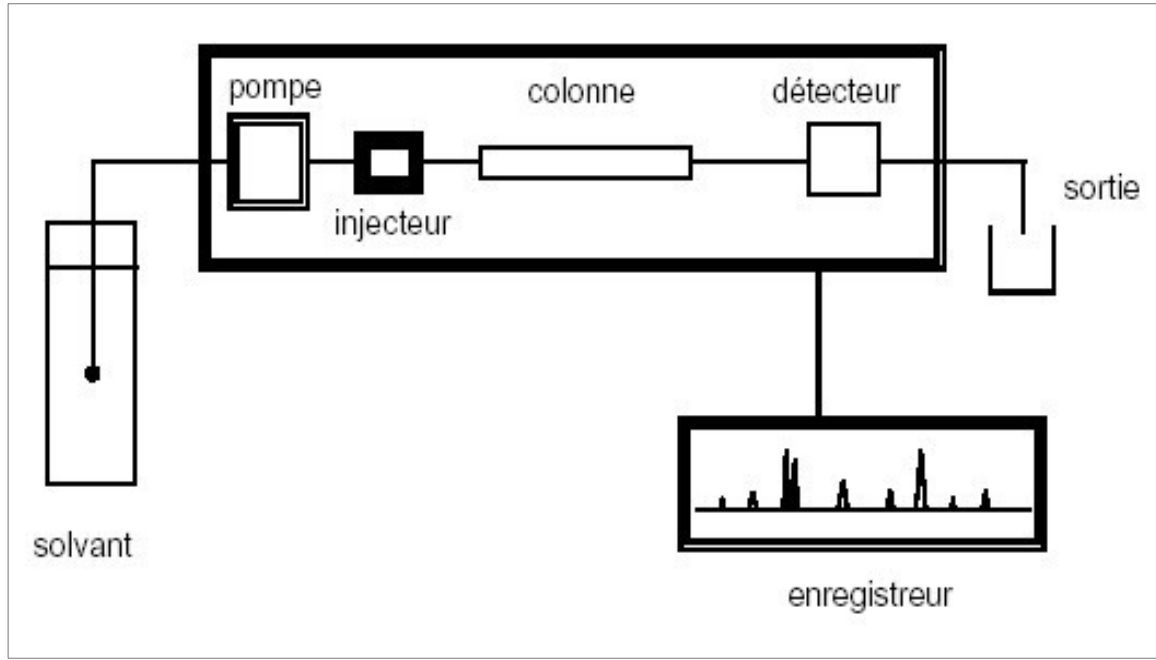 pompe
colonne
détecteur
injecteur
sortie
solvant
enregistreur